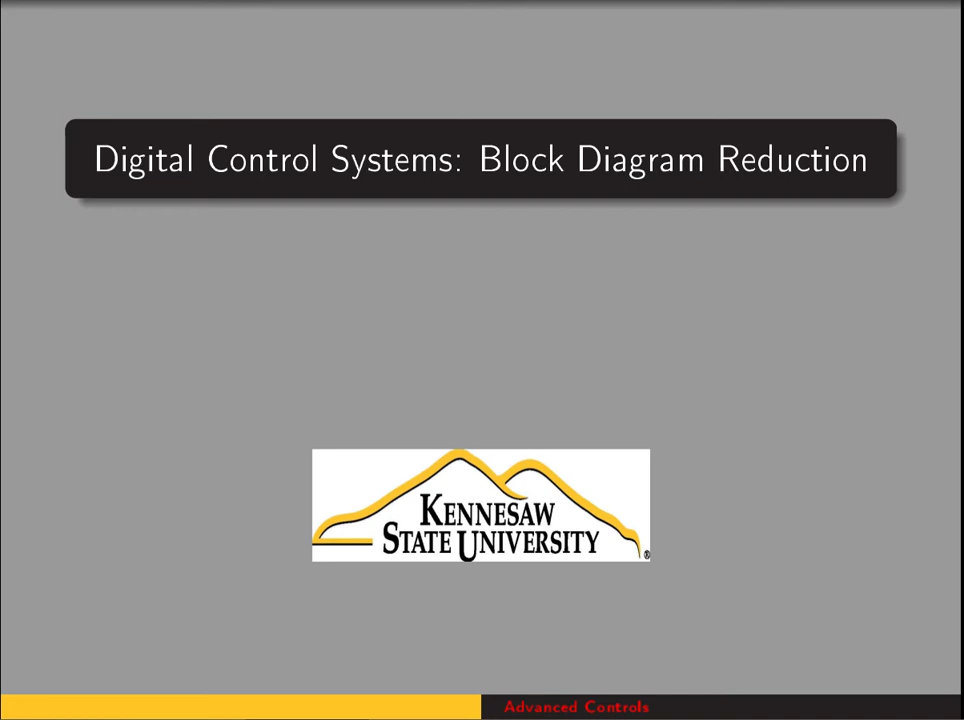 Digital Control Systems: Block Diagram Reduction
KENNESAW
STATE UNIVERSITY
®
Advanced Controls